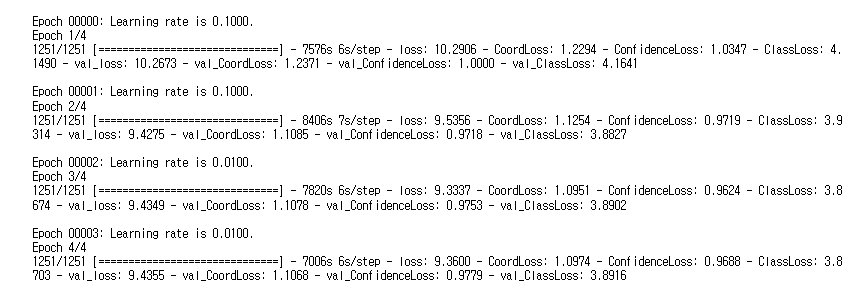 Epoch 00000: Learning rate is 0.1000.
Epoch 1/4
1251/1251 [==============================] - 7576s 6s/step - loss: 10.2906 - CoordLoss: 1.2294 - ConfidenceLoss: 1.0347 - ClassLoss: 4.
1490 - val_loss: 10.2673 - val_CoordLoss: 1.2371 - val_ConfidenceLoss: 1.0000 - val_ClassLoss: 4.1641
Epoch 00001: Learning rate is 0.1000.
Epoch 2/4
1251/1251 [==============================] - 8406s 7s/step - loss: 9.5356 - CoordLoss: 1.1254 - ConfidenceLoss: 0.9719 - ClassLoss: 3.9
314 - val_loss: 9.4275 - val_CoordLoss: 1.1085 - val_ConfidenceLoss: 0.9718 - val_ClassLoss: 3.8827
Epoch 00002: Learning rate is 0.0100.
Epoch 3/4
1251/1251 [==============================] - 7820s 6s/step - loss: 9.3337 - CoordLoss: 1.0951 - ConfidenceLoss: 0.9624 - ClassLoss: 3.8
674 - val_loss: 9.4349 - val_CoordLoss: 1.1078 - val_ConfidenceLoss: 0.9753 - val_ClassLoss: 3.8902
Epoch 00003: Learning rate is 0.0100.
Epoch 4/4
1251/1251 [==============================] - 7006s 6s/step - loss: 9.3600 - CoordLoss: 1.0974 - ConfidenceLoss: 0.9688 - ClassLoss: 3.8
703 - val_loss: 9.4355 - val_CoordLoss: 1.1068 - val_ConfidenceLoss: 0.9779 - val_ClassLoss: 3.8916